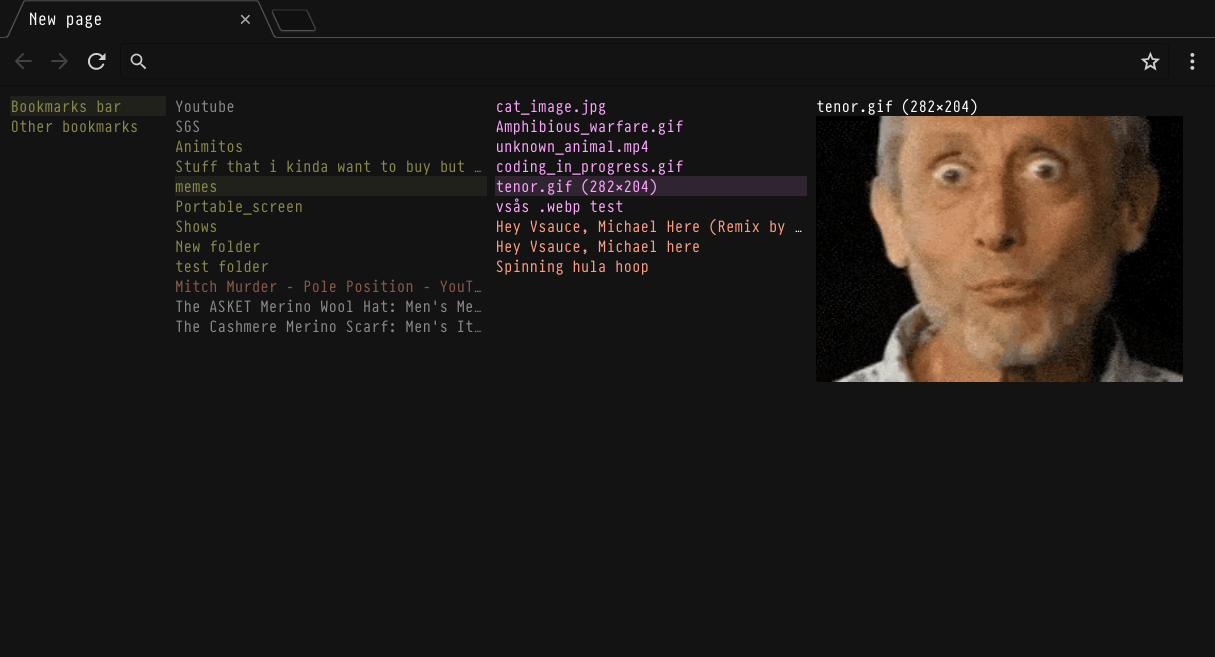 New page
Bookmarks bar
Other bookmarks
Youtube
SGS
Animitos
Stuff that i kinda want to buy but …
memes
Portable_screen
Shows
New folder
test folder
Mitch Murder - Pole Position - YouT…
The ASKET Merino Wool Hat: Men's Me…
The Cashmere Merino Scarf: Men's It…
cat_image.jpg
Amphibious_warfare.gif
unknown_animal.mp4
coding_in_progress.gif
tenor.gif (282×204)
vsås .webp test
Hey Vsauce, Michael Here (Remix by …
Hey Vsauce, Michael here
Spinning hula hoop
tenor.gif (282×204)